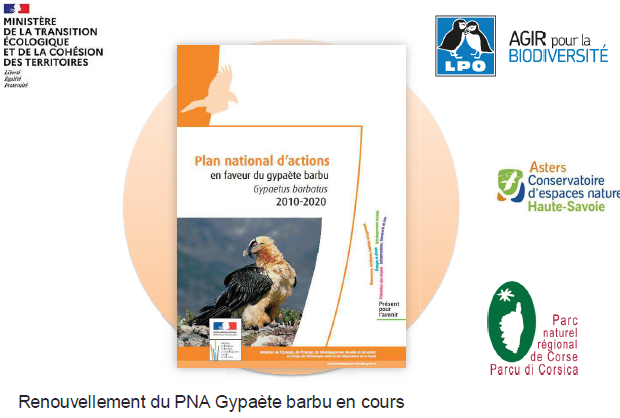 MINISTÈRE
DE LA TRANSITION
ÉCOLOGIQUE
ET DE LA COHÉSION
DES TERRITOIRES
Liberté
Égalité
Fraternité
LPO
AGIR pour la
BIODIVERSITÉ
Plan national d'actions
en faveur du gypaète barbu
Gypaetus barbatus
2010-2020
Présent
pour
l'avenir
Asters
Conservatoire
d'espaces nature
Haute-Savoie
Parc
naturel
régional
de Corse
Parcu di Corsica
Renouvellement du PNA Gypaète barbu en cours